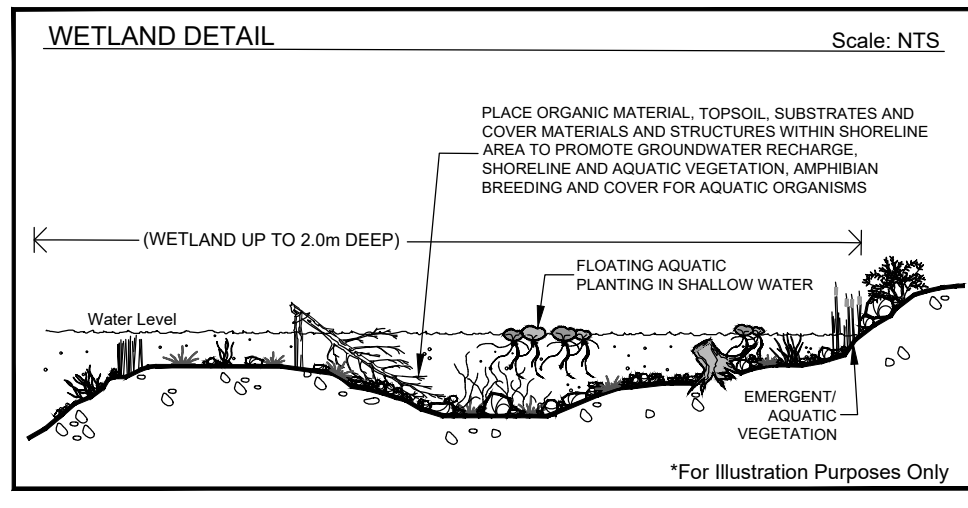 WETLAND DETAIL
Scale: NTS
PLACE ORGANIC MATERIAL, TOPSOIL, SUBSTRATES AND
COVER MATERIALS AND STRUCTURES WITHIN SHORELINE
AREA TO PROMOTE GROUNDWATER RECHARGE,
SHORELINE AND AQUATIC VEGETATION, AMPHIBIAN
BREEDING AND COVER FOR AQUATIC ORGANISMS
(WETLAND UP TO 2.0m DEEP)
FLOATING AQUATIC
PLANTING IN SHALLOW WATER
Water Level
EMERGENT/
AQUATIC
VEGETATION
*For Illustration Purposes Only